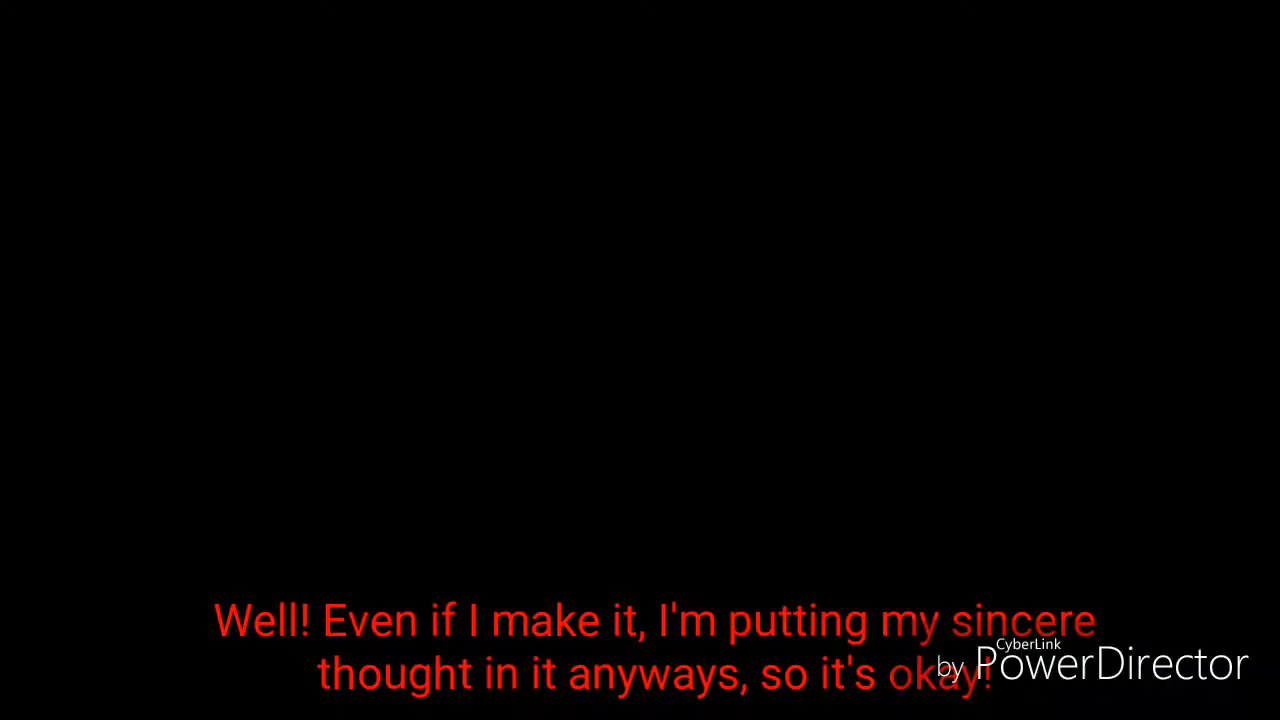 Well! Even if I make it, I'm putting my sincere
thought in it anyways, so it's okay!
CyberLink
by PowerDirector